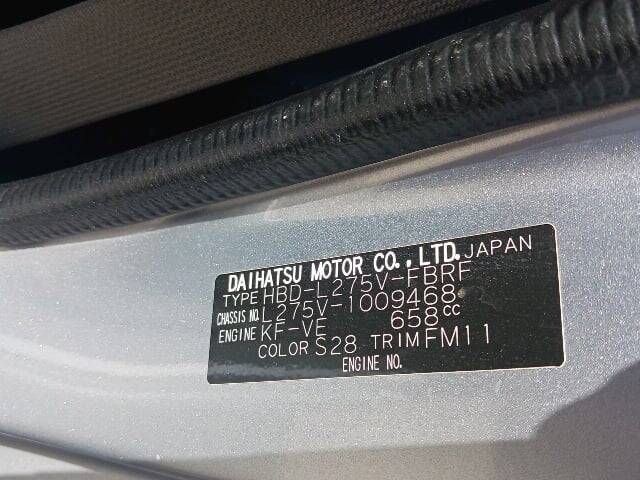 DAIHATSU MOTOR CO.,LTD. JAPAN
TYPE HBD-L275V-FBRF
CHASSIS NO. L275V-1009468
ENGINE KF-VE 658cc
COLOR S28 TRIM FM11
ENGINE NO.